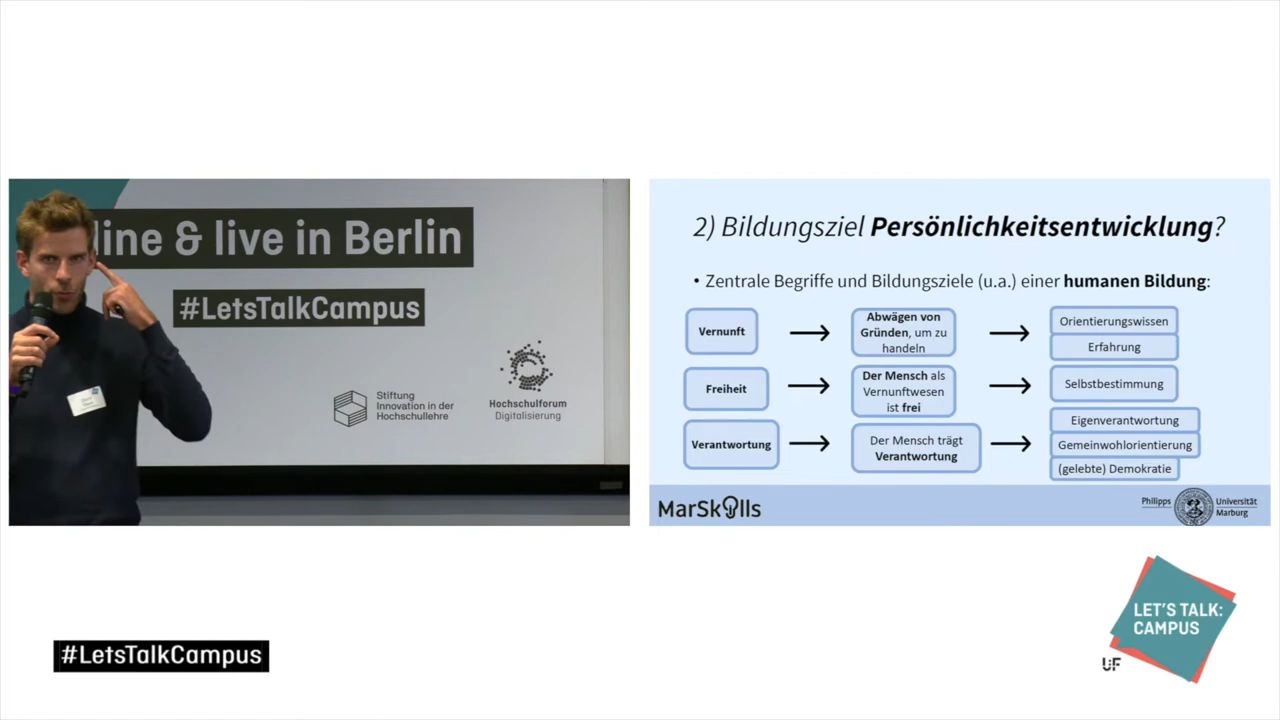 line & live in Berlin
#LetsTalkCampus
Stiftung
Innovation in der
Hochschullehre
Hochschulforum
Digitalisierung
2) Bildungsziel Persönlichkeitsentwicklung?
• Zentrale Begriffe und Bildungsziele (u.a.) einer humanen Bildung:
Vernunft
Abwägen von
Gründen, um zu
handeln
Orientierungswissen
Erfahrung
Freiheit
Der Mensch als
Vernunftwesen
ist frei
Selbstbestimmung
Verantwortung
Der Mensch trägt
Verantwortung
Eigenverantwortung
Gemeinwohlorientierung
(gelebte) Demokratie
MarSkills
Philipps
Universität
Marburg
#LetsTalkCampus
LET'S TALK:
CAMPUS